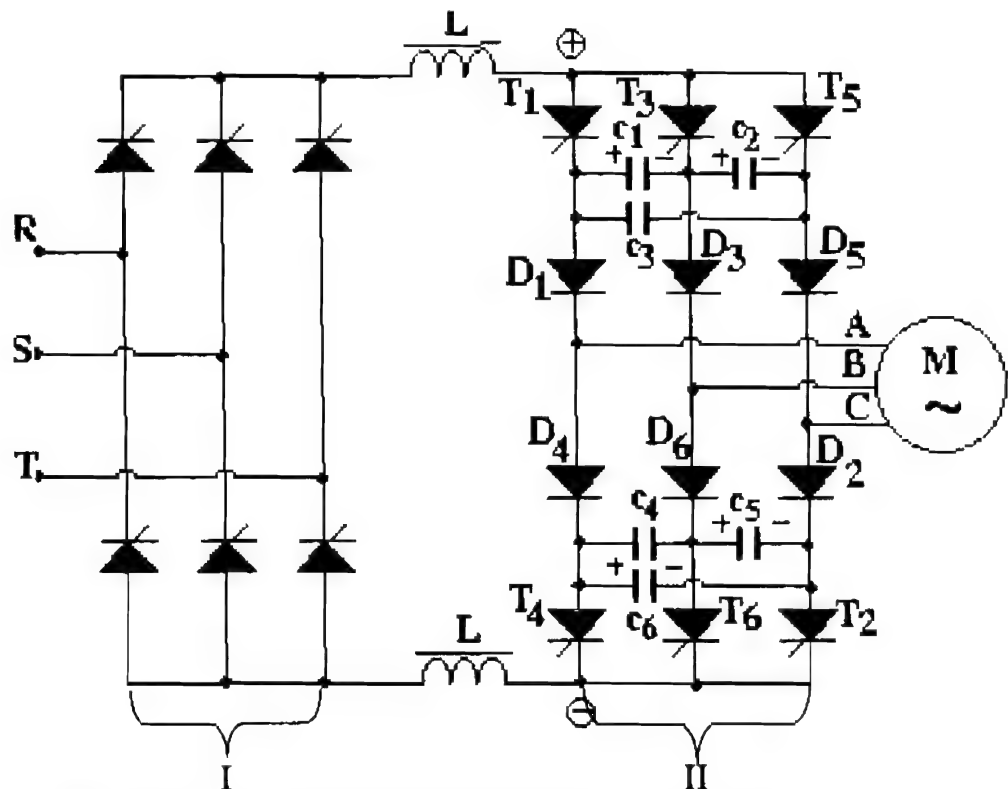 L
⊕
T1
T3
T5
c1
c2
+
−
+
−
R
c3
D1
D3
D5
S
A
B
C
M
~
T
D4
D6
D2
c4
c5
+
−
+
−
T4
c6
T6
T2
L
⊖
I
II